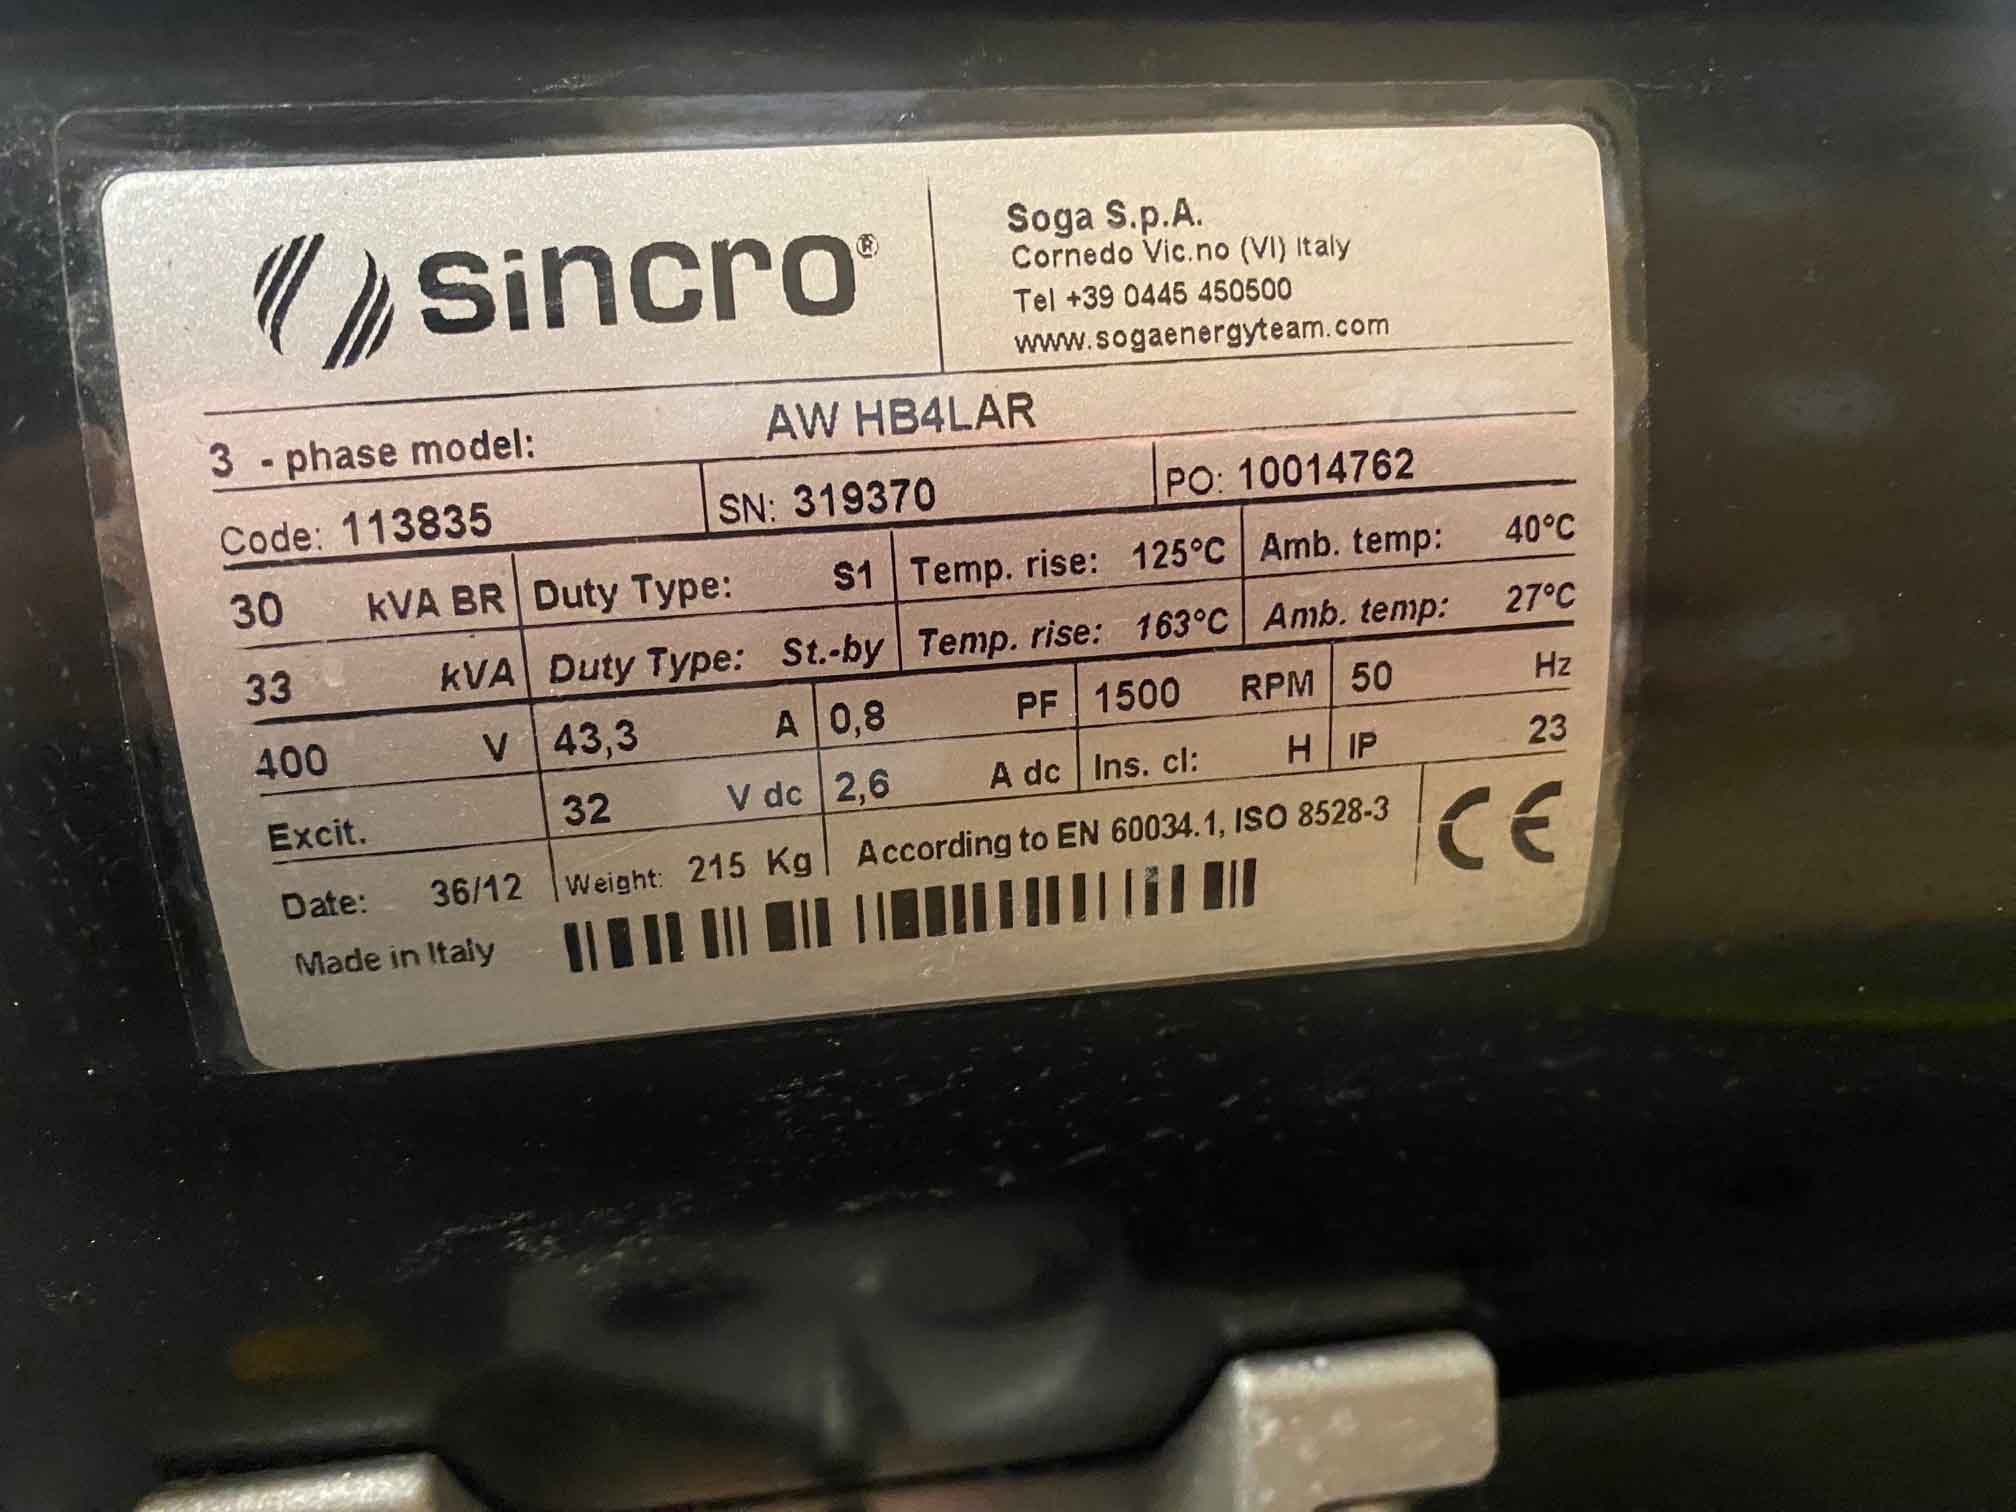 sincro®
Soga S.p.A.
Cornedo Vic.no (VI) Italy
Tel +39 0445 450500
www.sogaenergyteam.com
3 - phase model: AW HB4LAR
Code: 113835 SN: 319370 PO: 10014762
30 kVA BR Duty Type: S1 Temp. rise: 125°C Amb. temp: 40°C
33 kVA Duty Type: St.-by Temp. rise: 163°C Amb. temp: 27°C
400 V 43,3 A 0,8 PF 1500 RPM 50 Hz
Excit. 32 V dc 2,6 A dc Ins. cl: H IP 23
Date: 36/12 Weight: 215 Kg According to EN 60034.1, ISO 8528-3 CE
Made in Italy